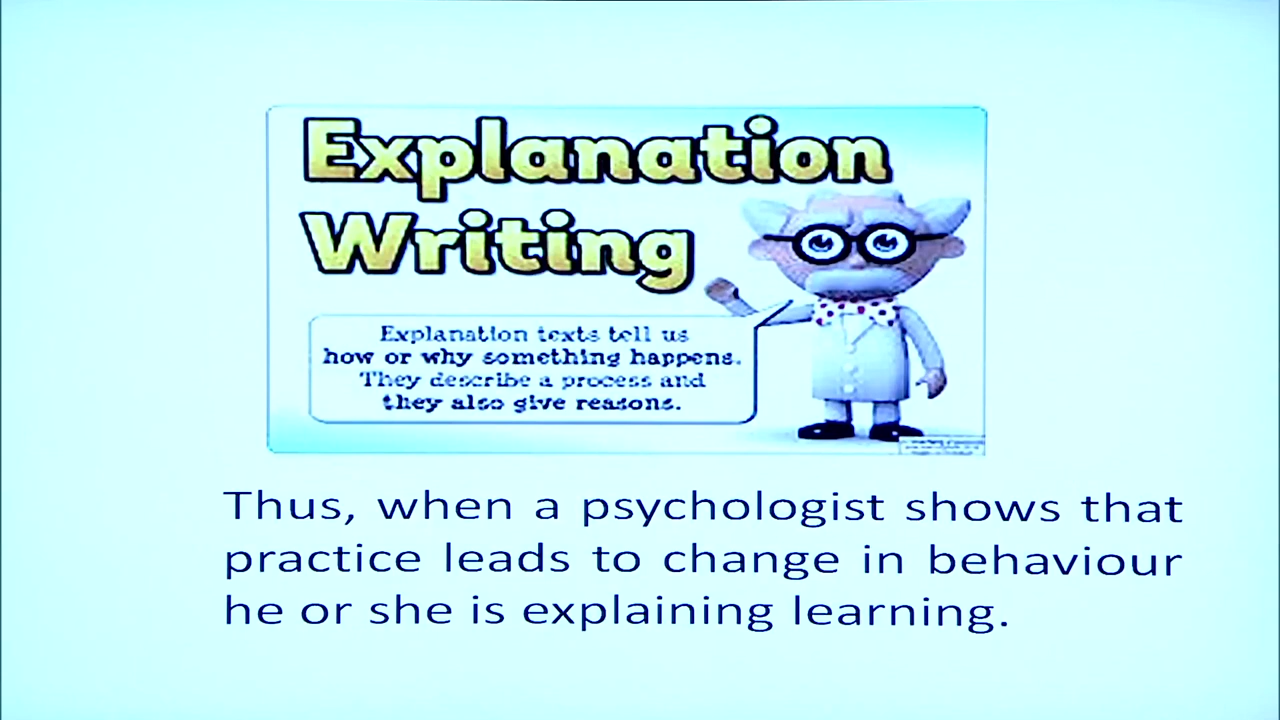 Explanation
Writing
Explanation texts tell us
how or why something happens.
They describe a process and
they also give reasons.
Thus, when a psychologist shows that
practice leads to change in behaviour
he or she is explaining learning.